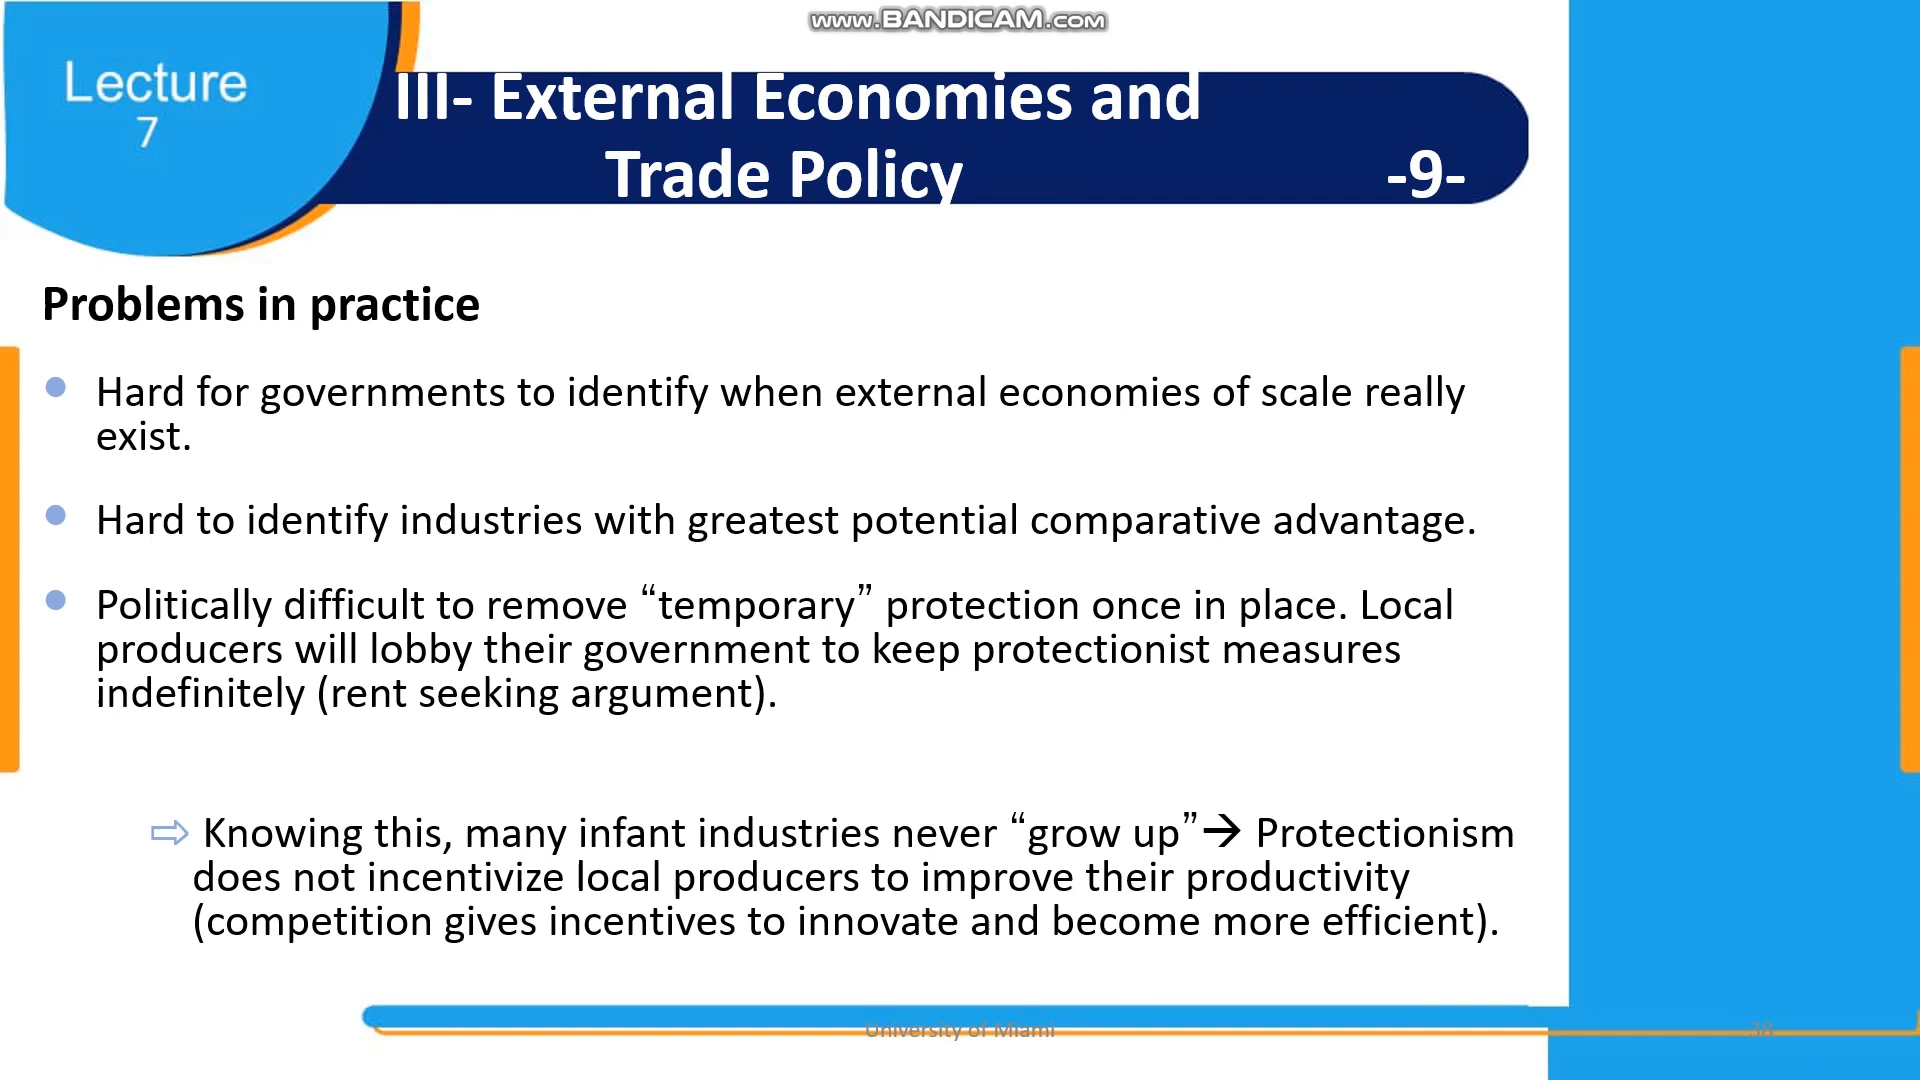 www.BANDICAM.com
Lecture
7
III- External Economies and
Trade Policy -9-
Problems in practice
• Hard for governments to identify when external economies of scale really
exist.
• Hard to identify industries with greatest potential comparative advantage.
• Politically difficult to remove “temporary” protection once in place. Local
producers will lobby their government to keep protectionist measures
indefinitely (rent seeking argument).
⇨ Knowing this, many infant industries never “grow up”→ Protectionism
does not incentivize local producers to improve their productivity
(competition gives incentives to innovate and become more efficient).
University of Miami
38